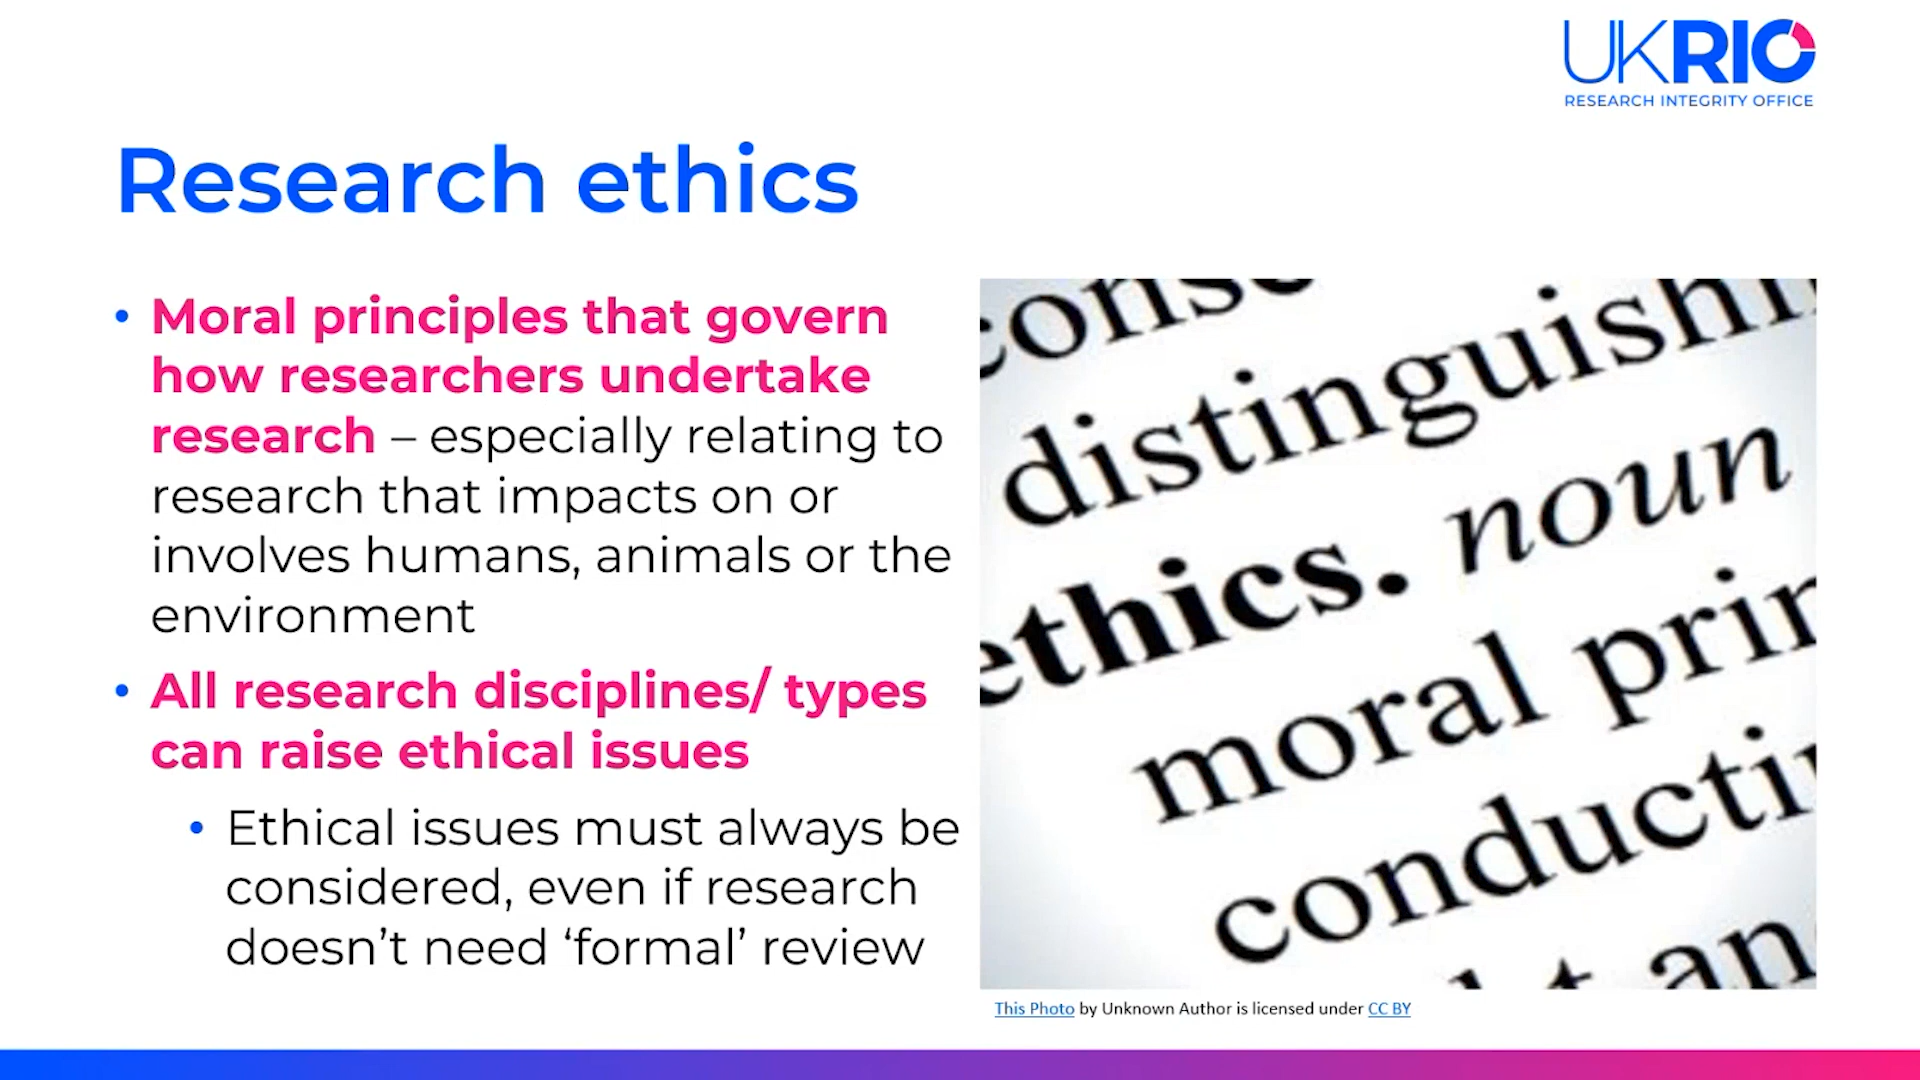 UKRIO
RESEARCH INTEGRITY OFFICE
Research ethics
• Moral principles that govern
how researchers undertake
research – especially relating to
research that impacts on or
involves humans, animals or the
environment
• All research disciplines/ types
can raise ethical issues
• Ethical issues must always be
considered, even if research
doesn’t need ‘formal’ review
distinguishi
ethics. noun
moral prin
conducti
an
This Photo by Unknown Author is licensed under CC BY